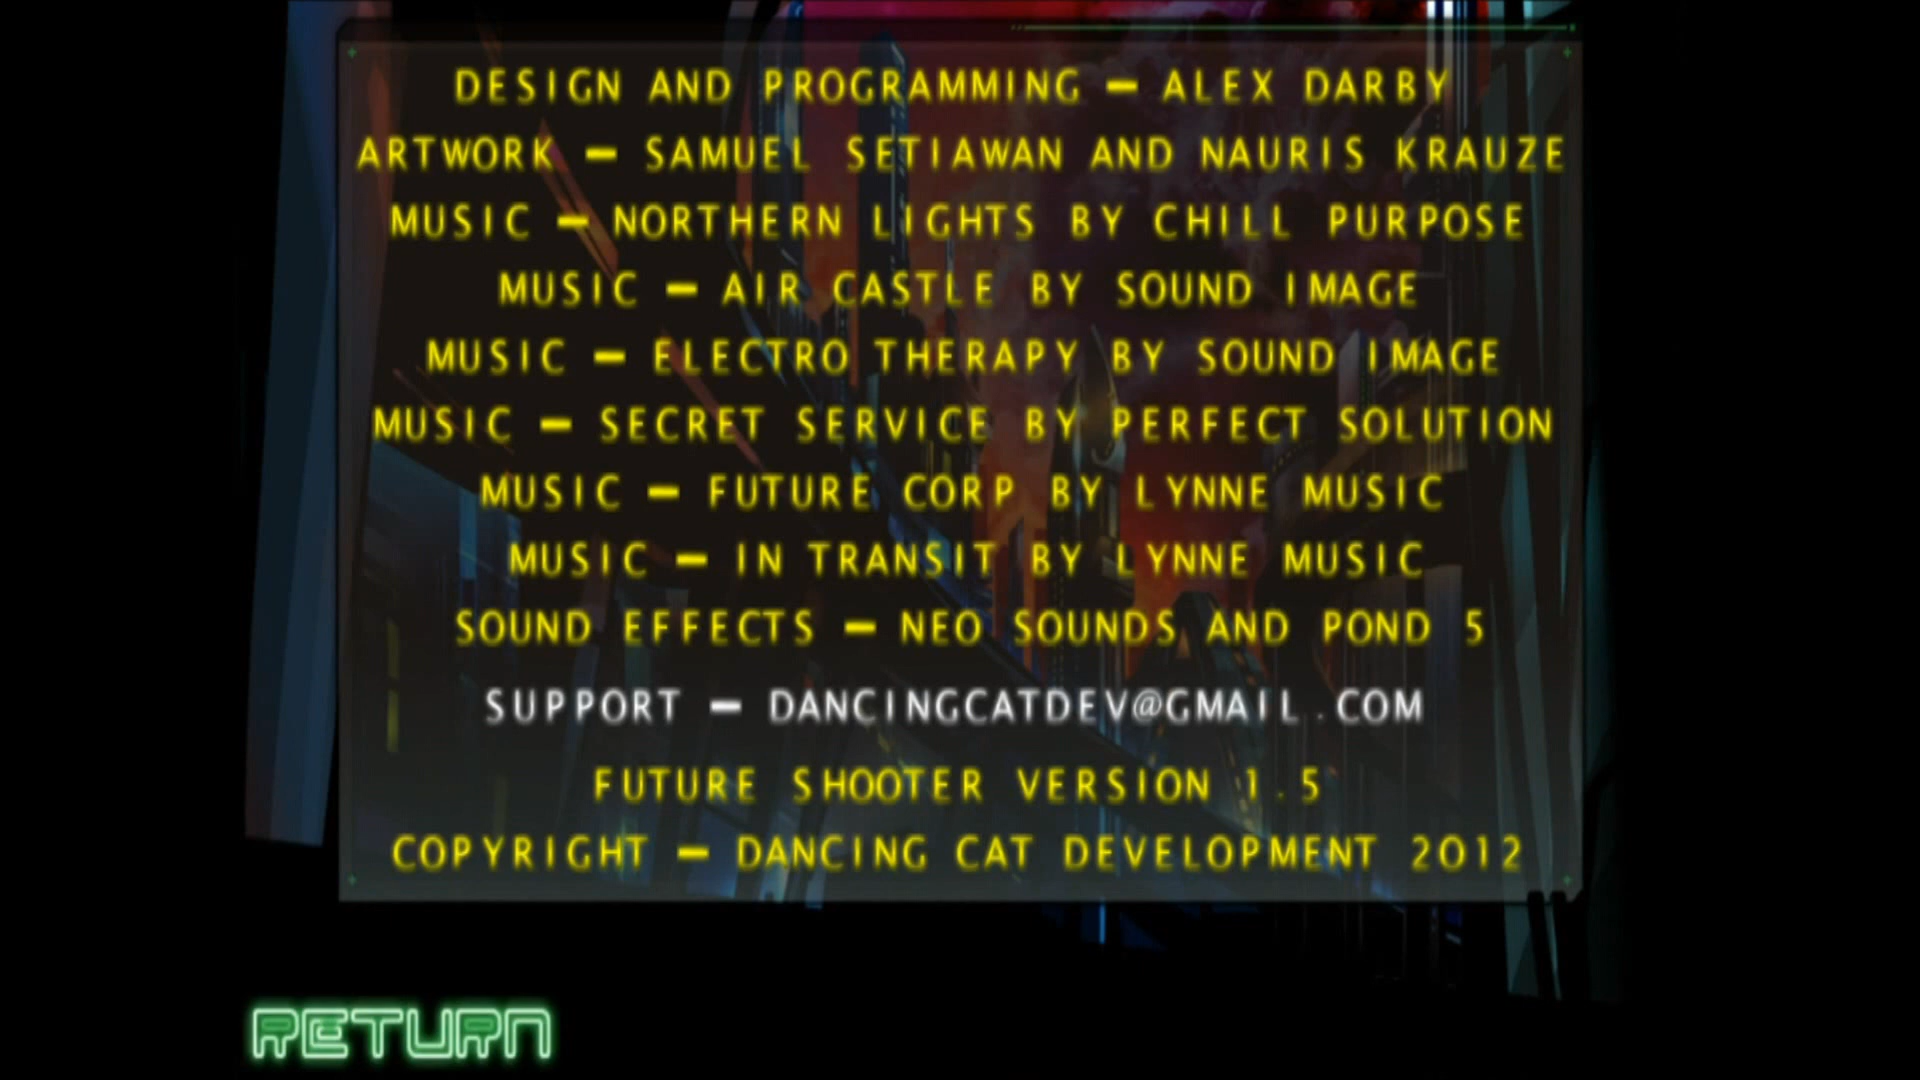 DESIGN AND PROGRAMMING – ALEX DARBY
ARTWORK – SAMUEL SETIAWAN AND NAURIS KRAUZE
MUSIC – NORTHERN LIGHTS BY CHILL PURPOSE
MUSIC – AIR CASTLE BY SOUND IMAGE
MUSIC – ELECTRO THERAPY BY SOUND IMAGE
MUSIC – SECRET SERVICE BY PERFECT SOLUTION
MUSIC – FUTURE CORP BY LYNNE MUSIC
MUSIC – IN TRANSIT BY LYNNE MUSIC
SOUND EFFECTS – NEO SOUNDS AND POND 5
SUPPORT – DANCINGCATDEV@GMAIL.COM
FUTURE SHOOTER VERSION 1.5
COPYRIGHT – DANCING CAT DEVELOPMENT 2012
RETURN